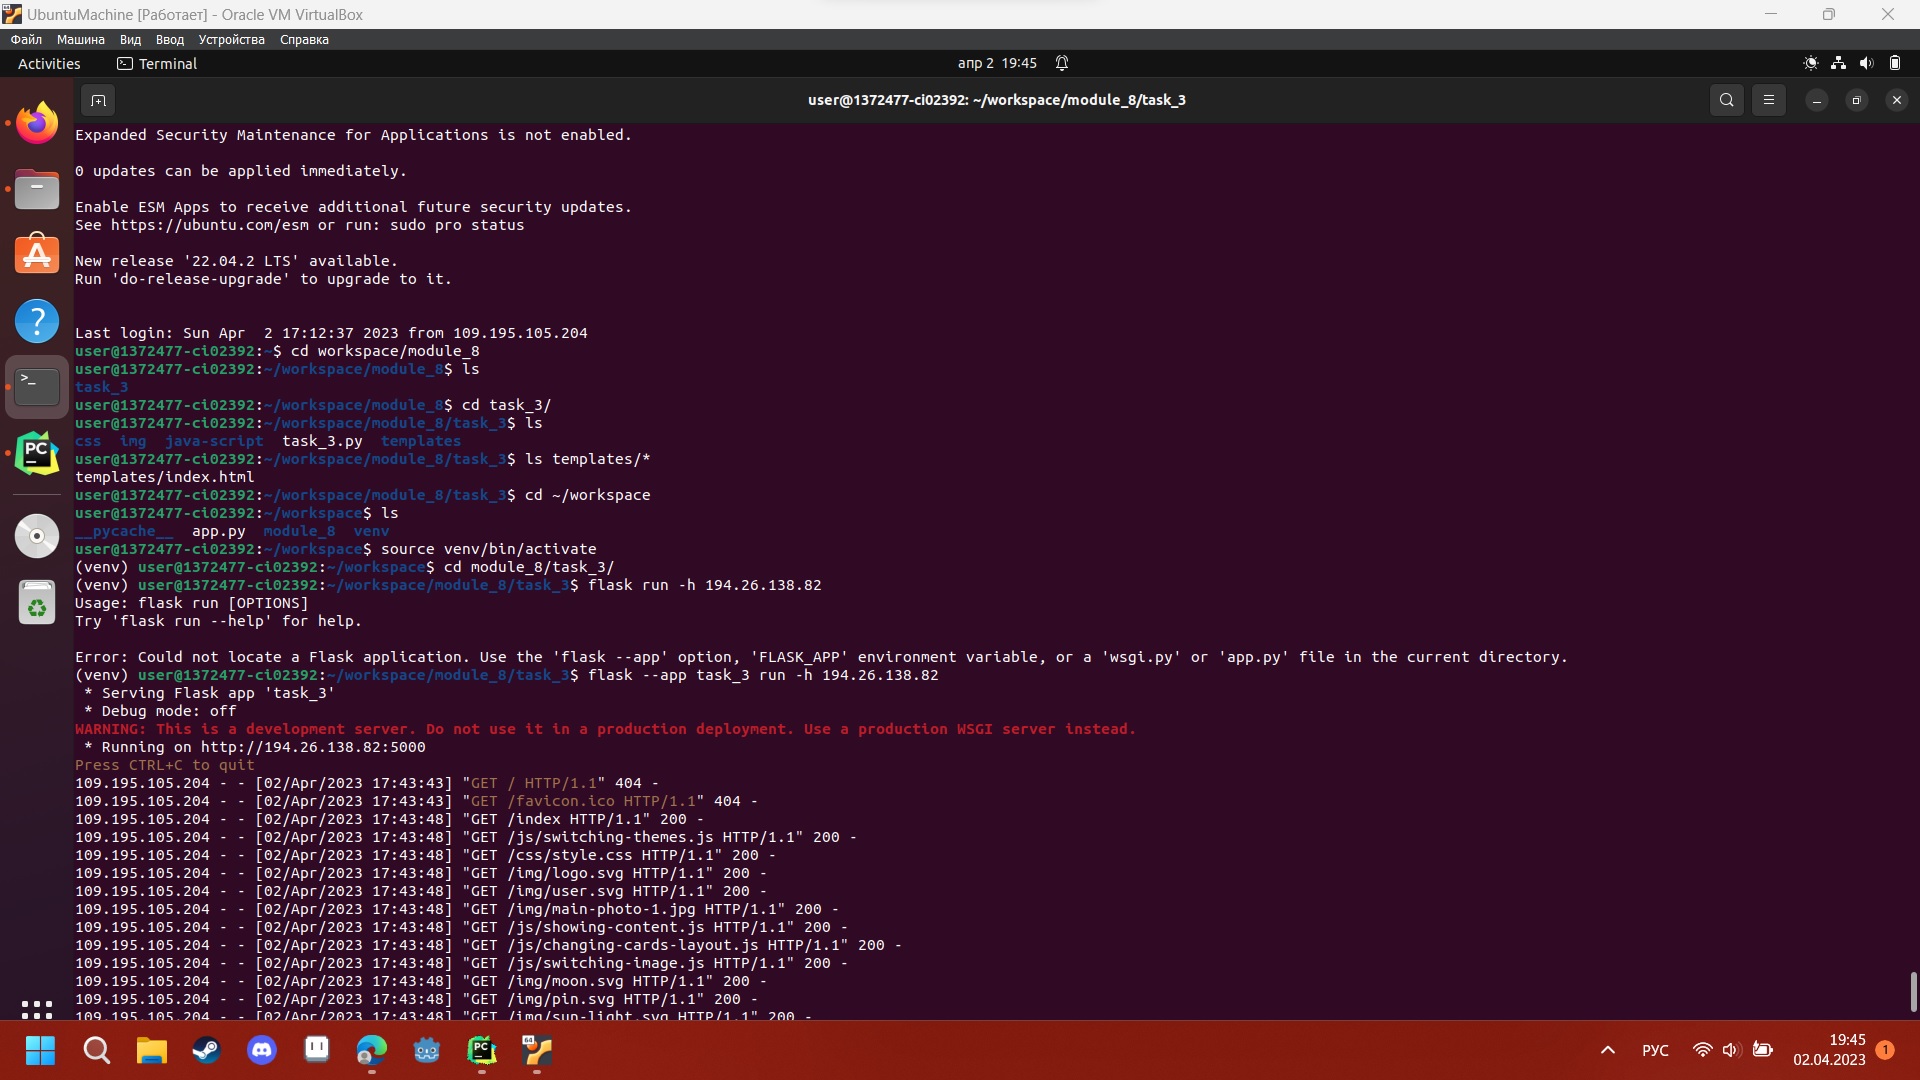 UbuntuMachine [Работает] - Oracle VM VirtualBox
Файл Машина Вид Ввод Устройства Справка
Activities Terminal апр 2 19:45
user@1372477-ci02392: ~/workspace/module_8/task_3
Expanded Security Maintenance for Applications is not enabled.
0 updates can be applied immediately.
Enable ESM Apps to receive additional future security updates.
See https://ubuntu.com/esm or run: sudo pro status
New release '22.04.2 LTS' available.
Run 'do-release-upgrade' to upgrade to it.
Last login: Sun Apr  2 17:12:37 2023 from 109.195.105.204
user@1372477-ci02392:~$ cd workspace/module_8
user@1372477-ci02392:~/workspace/module_8$ ls
task_3
user@1372477-ci02392:~/workspace/module_8$ cd task_3/
user@1372477-ci02392:~/workspace/module_8/task_3$ ls
css  img  java-script  task_3.py  templates
user@1372477-ci02392:~/workspace/module_8/task_3$ ls templates/*
templates/index.html
user@1372477-ci02392:~/workspace/module_8/task_3$ cd ~/workspace
user@1372477-ci02392:~/workspace$ ls
__pycache__  app.py  module_8  venv
user@1372477-ci02392:~/workspace$ source venv/bin/activate
(venv) user@1372477-ci02392:~/workspace$ cd module_8/task_3/
(venv) user@1372477-ci02392:~/workspace/module_8/task_3$ flask run -h 194.26.138.82
Usage: flask run [OPTIONS]
Try 'flask run --help' for help.
Error: Could not locate a Flask application. Use the 'flask --app' option, 'FLASK_APP' environment variable, or a 'wsgi.py' or 'app.py' file in the current directory.
(venv) user@1372477-ci02392:~/workspace/module_8/task_3$ flask --app task_3 run -h 194.26.138.82
* Serving Flask app 'task_3'
* Debug mode: off
WARNING: This is a development server. Do not use it in a production deployment. Use a production WSGI server instead.
* Running on http://194.26.138.82:5000
Press CTRL+C to quit
109.195.105.204 - - [02/Apr/2023 17:43:43] "GET / HTTP/1.1" 404 -
109.195.105.204 - - [02/Apr/2023 17:43:43] "GET /favicon.ico HTTP/1.1" 404 -
109.195.105.204 - - [02/Apr/2023 17:43:48] "GET /index HTTP/1.1" 200 -
109.195.105.204 - - [02/Apr/2023 17:43:48] "GET /js/switching-themes.js HTTP/1.1" 200 -
109.195.105.204 - - [02/Apr/2023 17:43:48] "GET /css/style.css HTTP/1.1" 200 -
109.195.105.204 - - [02/Apr/2023 17:43:48] "GET /img/logo.svg HTTP/1.1" 200 -
109.195.105.204 - - [02/Apr/2023 17:43:48] "GET /img/user.svg HTTP/1.1" 200 -
109.195.105.204 - - [02/Apr/2023 17:43:48] "GET /img/main-photo-1.jpg HTTP/1.1" 200 -
109.195.105.204 - - [02/Apr/2023 17:43:48] "GET /js/showing-content.js HTTP/1.1" 200 -
109.195.105.204 - - [02/Apr/2023 17:43:48] "GET /js/changing-cards-layout.js HTTP/1.1" 200 -
109.195.105.204 - - [02/Apr/2023 17:43:48] "GET /js/switching-image.js HTTP/1.1" 200 -
109.195.105.204 - - [02/Apr/2023 17:43:48] "GET /img/moon.svg HTTP/1.1" 200 -
109.195.105.204 - - [02/Apr/2023 17:43:48] "GET /img/pin.svg HTTP/1.1" 200 -
109.195.105.204 - - [02/Apr/2023 17:43:48] "GET /img/sun-light.svg HTTP/1.1" 200 -
РУС 19:45
02.04.2023 1